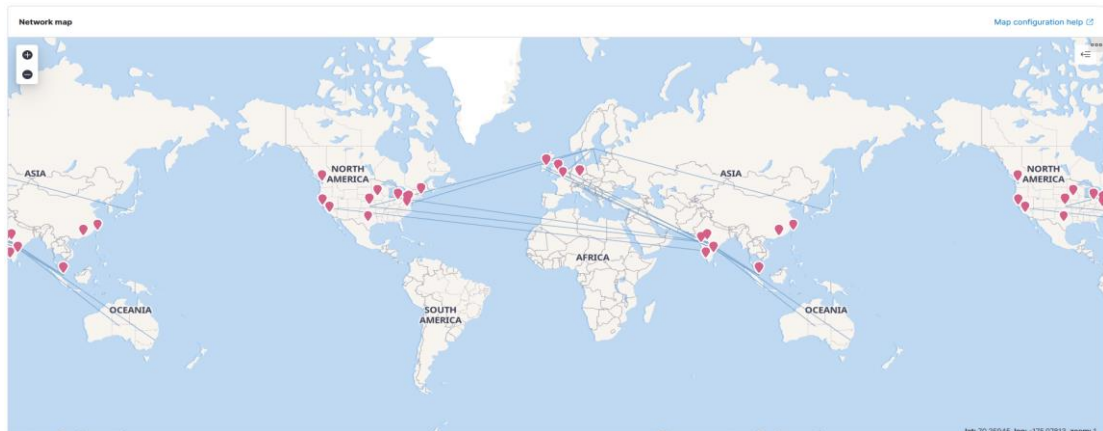 Network map
Map configuration help
ASIA
NORTH
AMERICA
ASIA
NORTH
AMERICA
AFRICA
OCEANIA
SOUTH
AMERICA
OCEANIA